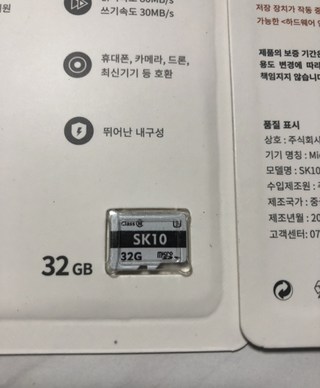 쓰기속도 30MB/s
휴대폰, 카메라, 드론,
최신기기 등 호환
뛰어난 내구성
32 GB
Class
SK10
32G
저장 장치가 작동 중
가능한 <하드웨어
제품의 보증 기간은
용도 변경에 따라
책임지지 않습니다
품질 표시
상호 : 주식회사
기기 명칭 : Mi
모델명 : SK10
수입제조원 :
제조국가 : 중
제조년월 : 20
고객센터: 07